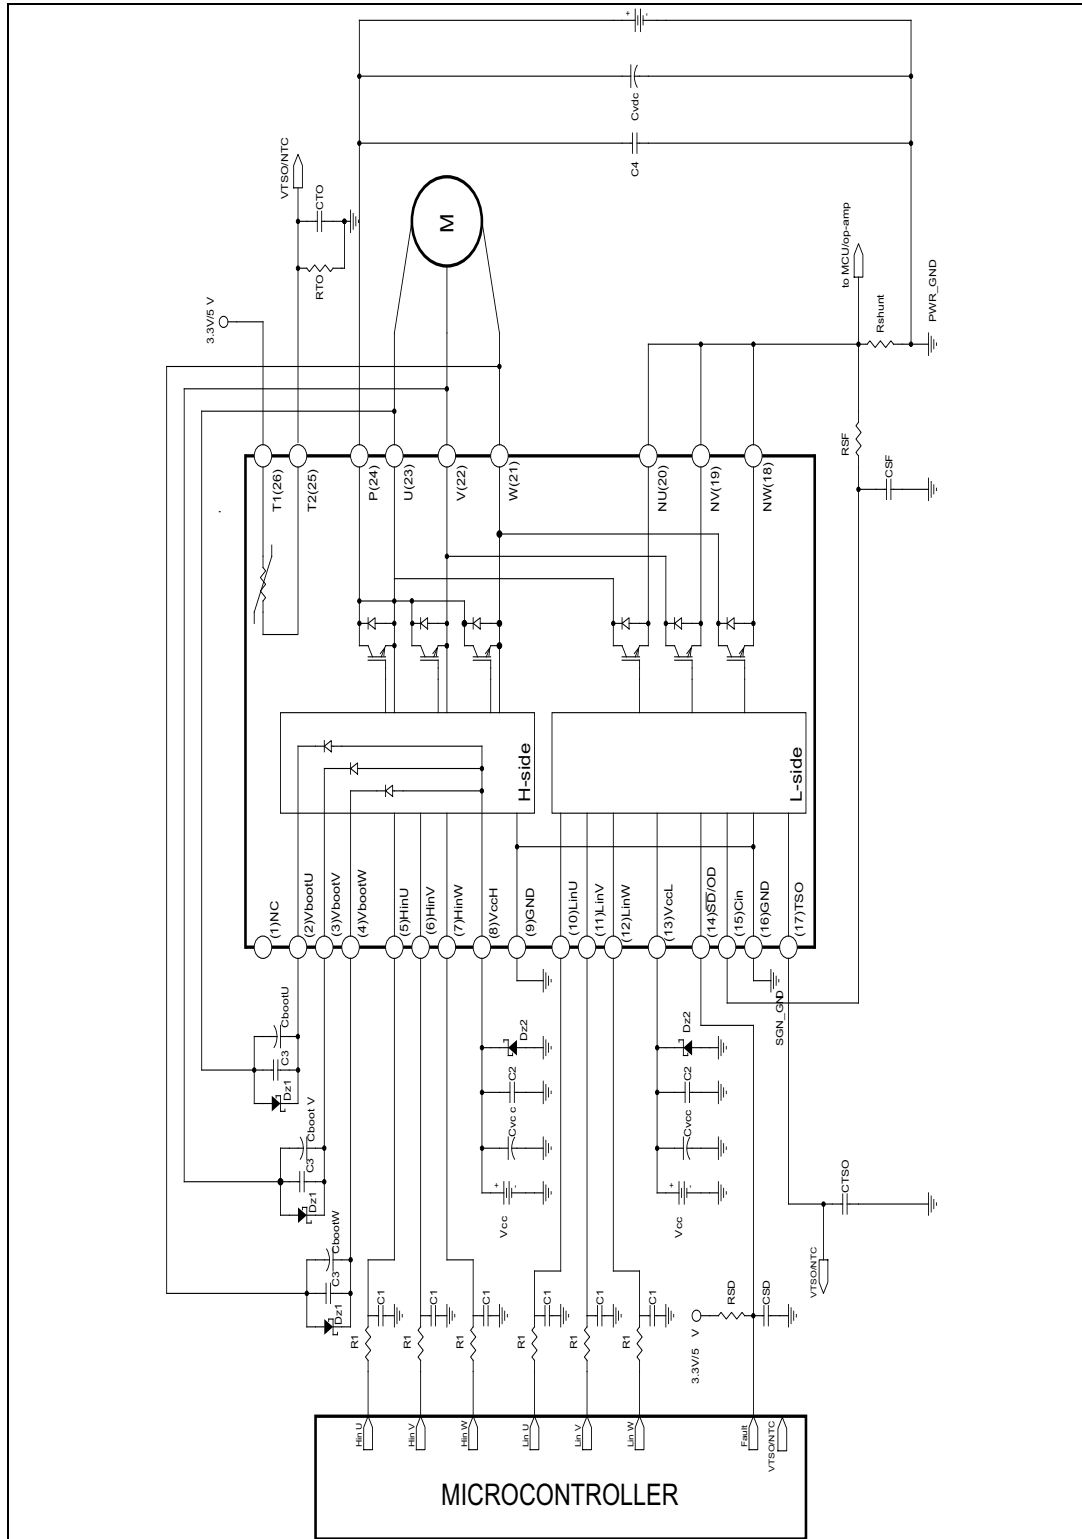 Cvdc
C4
+ -
VTSO/NTC
CTO
RTO
3.3V/5 V
M
to MCU/op-amp
Rshunt
PWR_GND
RSF
CSF
T1(26)
T2(25)
P(24)
U(23)
V(22)
W(21)
NU(20)
NV(19)
NW(18)
H-side
L-side
(1)NC
(2)VbootU
(3)VbootV
(4)VbootW
(5)HinU
(6)HinV
(7)HinW
(8)VccH
(9)GND
(10)LinU
(11)LinV
(12)LinW
(13)VccL
(14)SD/OD
(15)Cin
(16)GND
(17)TSO
SGN_GND
CbootU
C3
Dz1
Cboot V
C3
Dz1
CbootW
C3
Dz1
Dz2
C2
Cvc c
+ -
Vcc
Dz2
C2
Cvcc
+ -
Vcc
CTSO
VTSO/NTC
R1
C1
R1
C1
R1
C1
R1
C1
R1
C1
R1
C1
3.3V/5 V
RSD
CSD
Hin U
Hin V
Hin W
Lin U
Lin V
Lin W
Fault
VTSO/NTC
MICROCONTROLLER